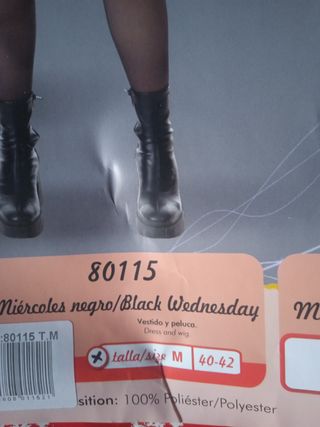 80115
Miércoles negro/Black Wednesday
Vestido y peluca.
Dress and wig.
:80115 T.M
talla/size M 40-42
sition: 100% Poliéster/Polyester